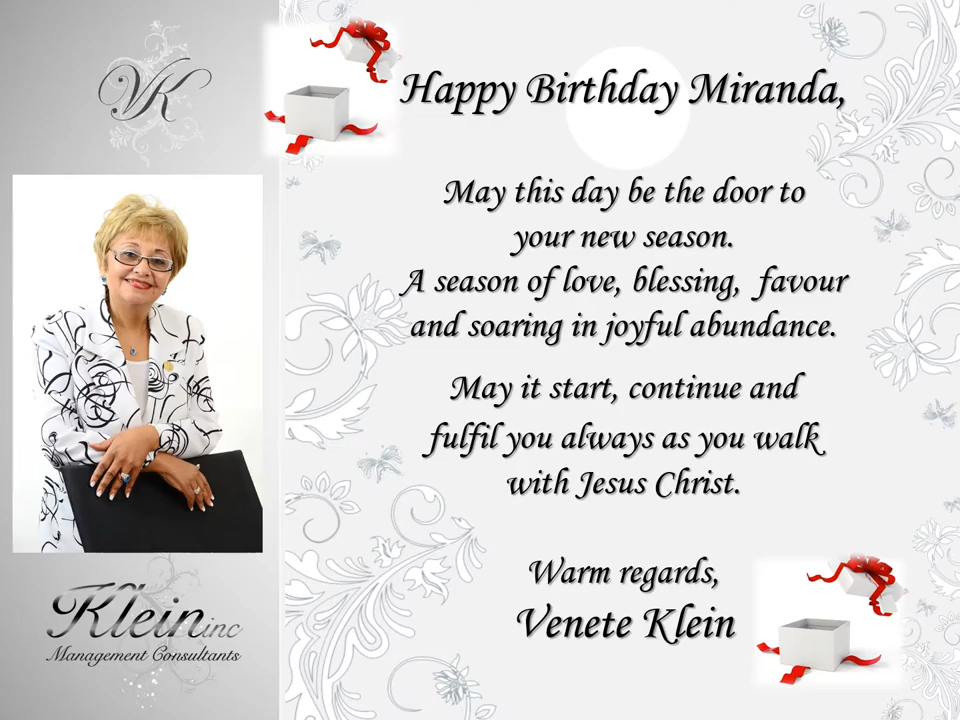 VK
Happy Birthday Miranda,
May this day be the door to
your new season.
A season of love, blessing, favour
and soaring in joyful abundance.
May it start, continue and
fulfil you always as you walk
with Jesus Christ.
Warm regards,
Venete Klein
Klein inc
Management Consultants